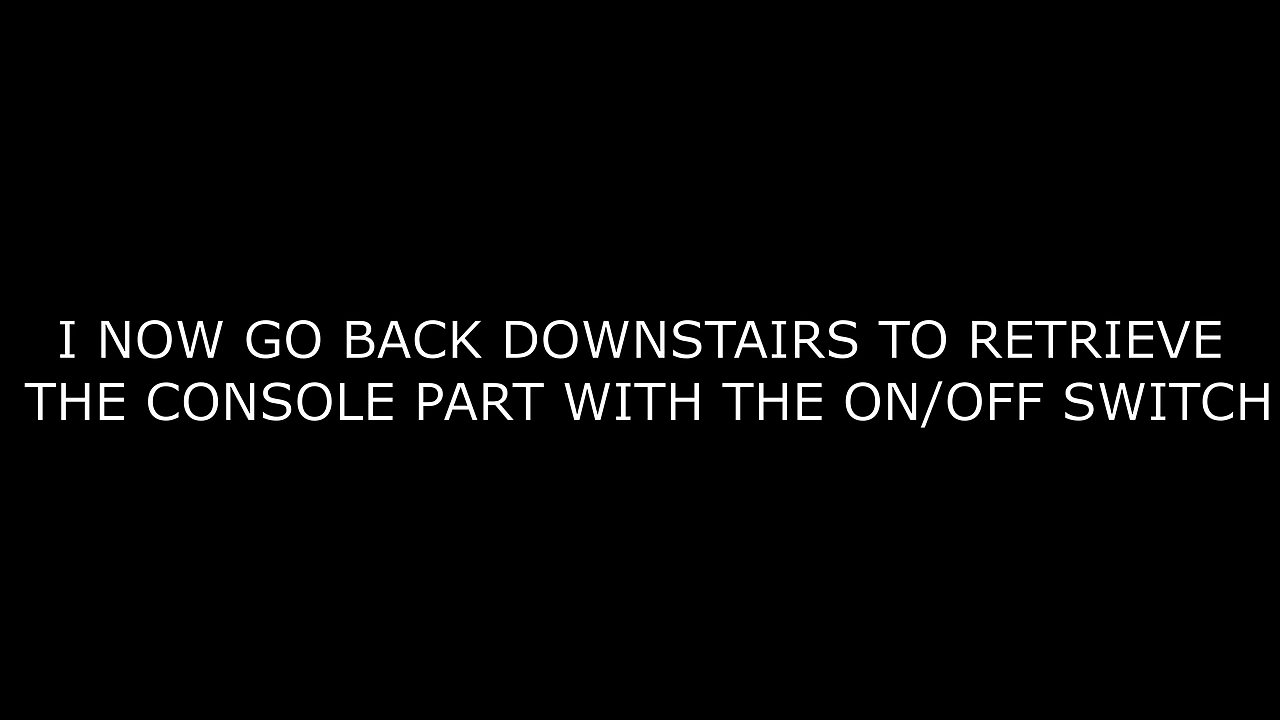 I NOW GO BACK DOWNSTAIRS TO RETRIEVE
THE CONSOLE PART WITH THE ON/OFF SWITCH